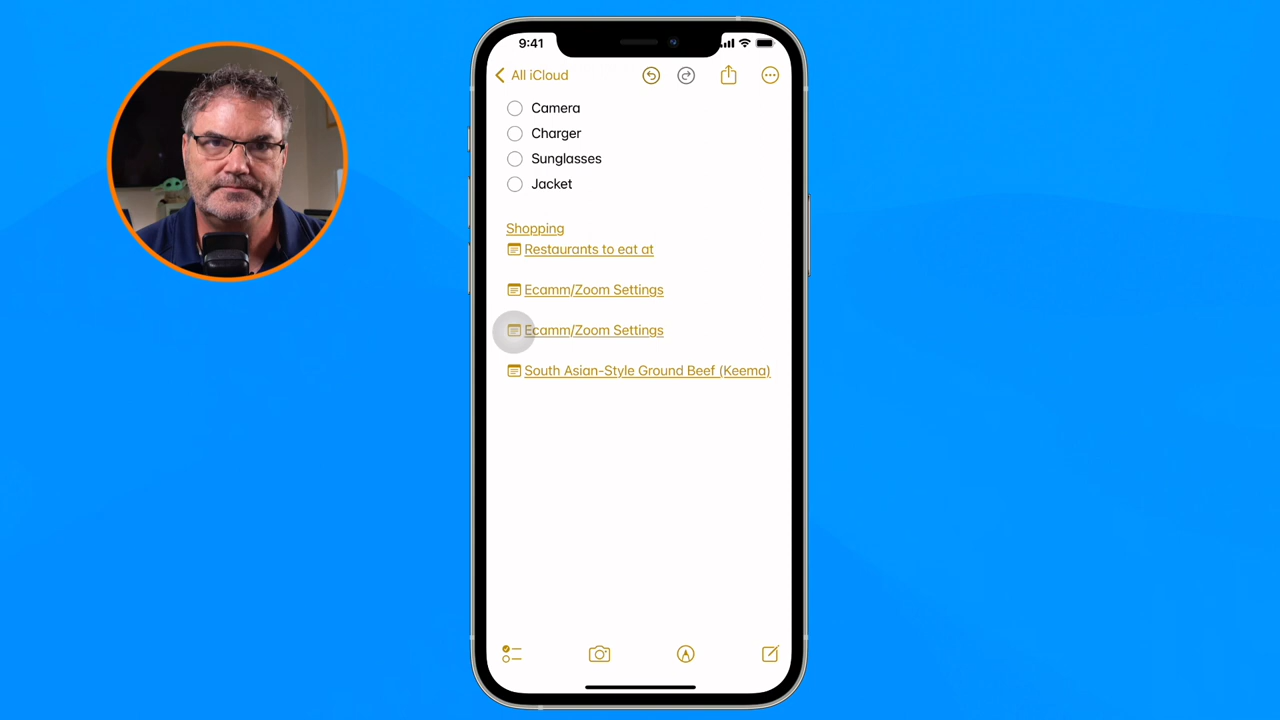 9:41
All iCloud
Camera
Charger
Sunglasses
Jacket
Shopping
Restaurants to eat at
Ecamm/Zoom Settings
Ecamm/Zoom Settings
South Asian-Style Ground Beef (Keema)